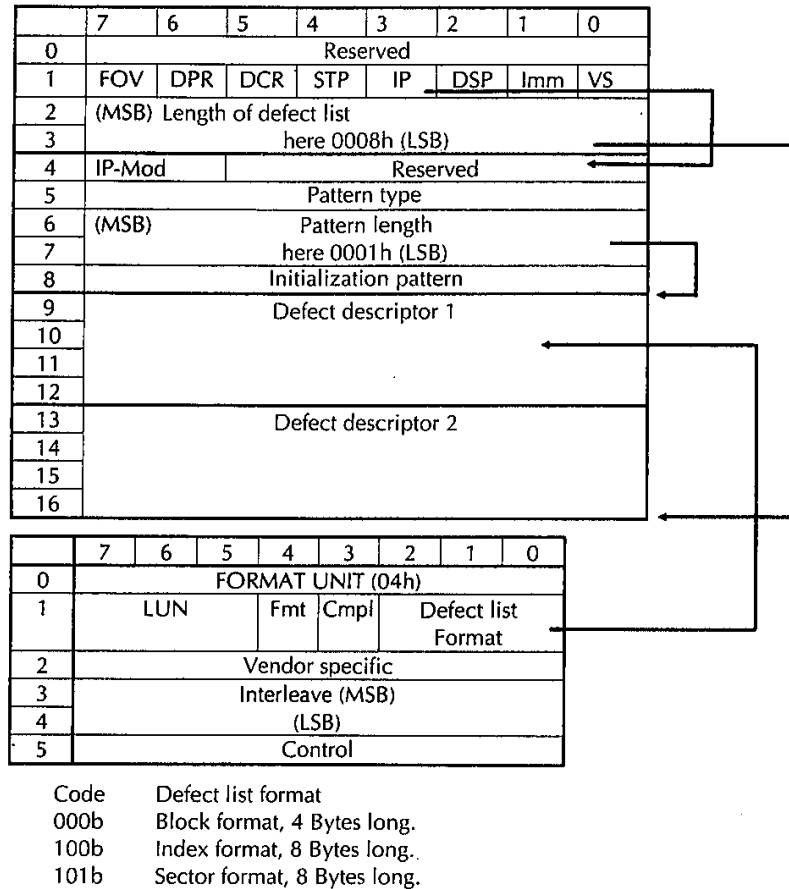 7 6 5 4 3 2 1 0
0 Reserved
1 FOV DPR DCR STP IP DSP Imm VS
2 (MSB) Length of defect list
3 here 0008h (LSB)
4 IP-Mod Reserved
5 Pattern type
6 (MSB) Pattern length
7 here 0001h (LSB)
8 Initialization pattern
9 Defect descriptor 1
10
11
12
13 Defect descriptor 2
14
15
16
7 6 5 4 3 2 1 0
0 FORMAT UNIT (04h)
1 LUN Fmt Cmpl Defect list
Format
2 Vendor specific
3 Interleave (MSB)
4 (LSB)
5 Control
Code Defect list format
000b Block format, 4 Bytes long.
100b Index format, 8 Bytes long.
101b Sector format, 8 Bytes long.